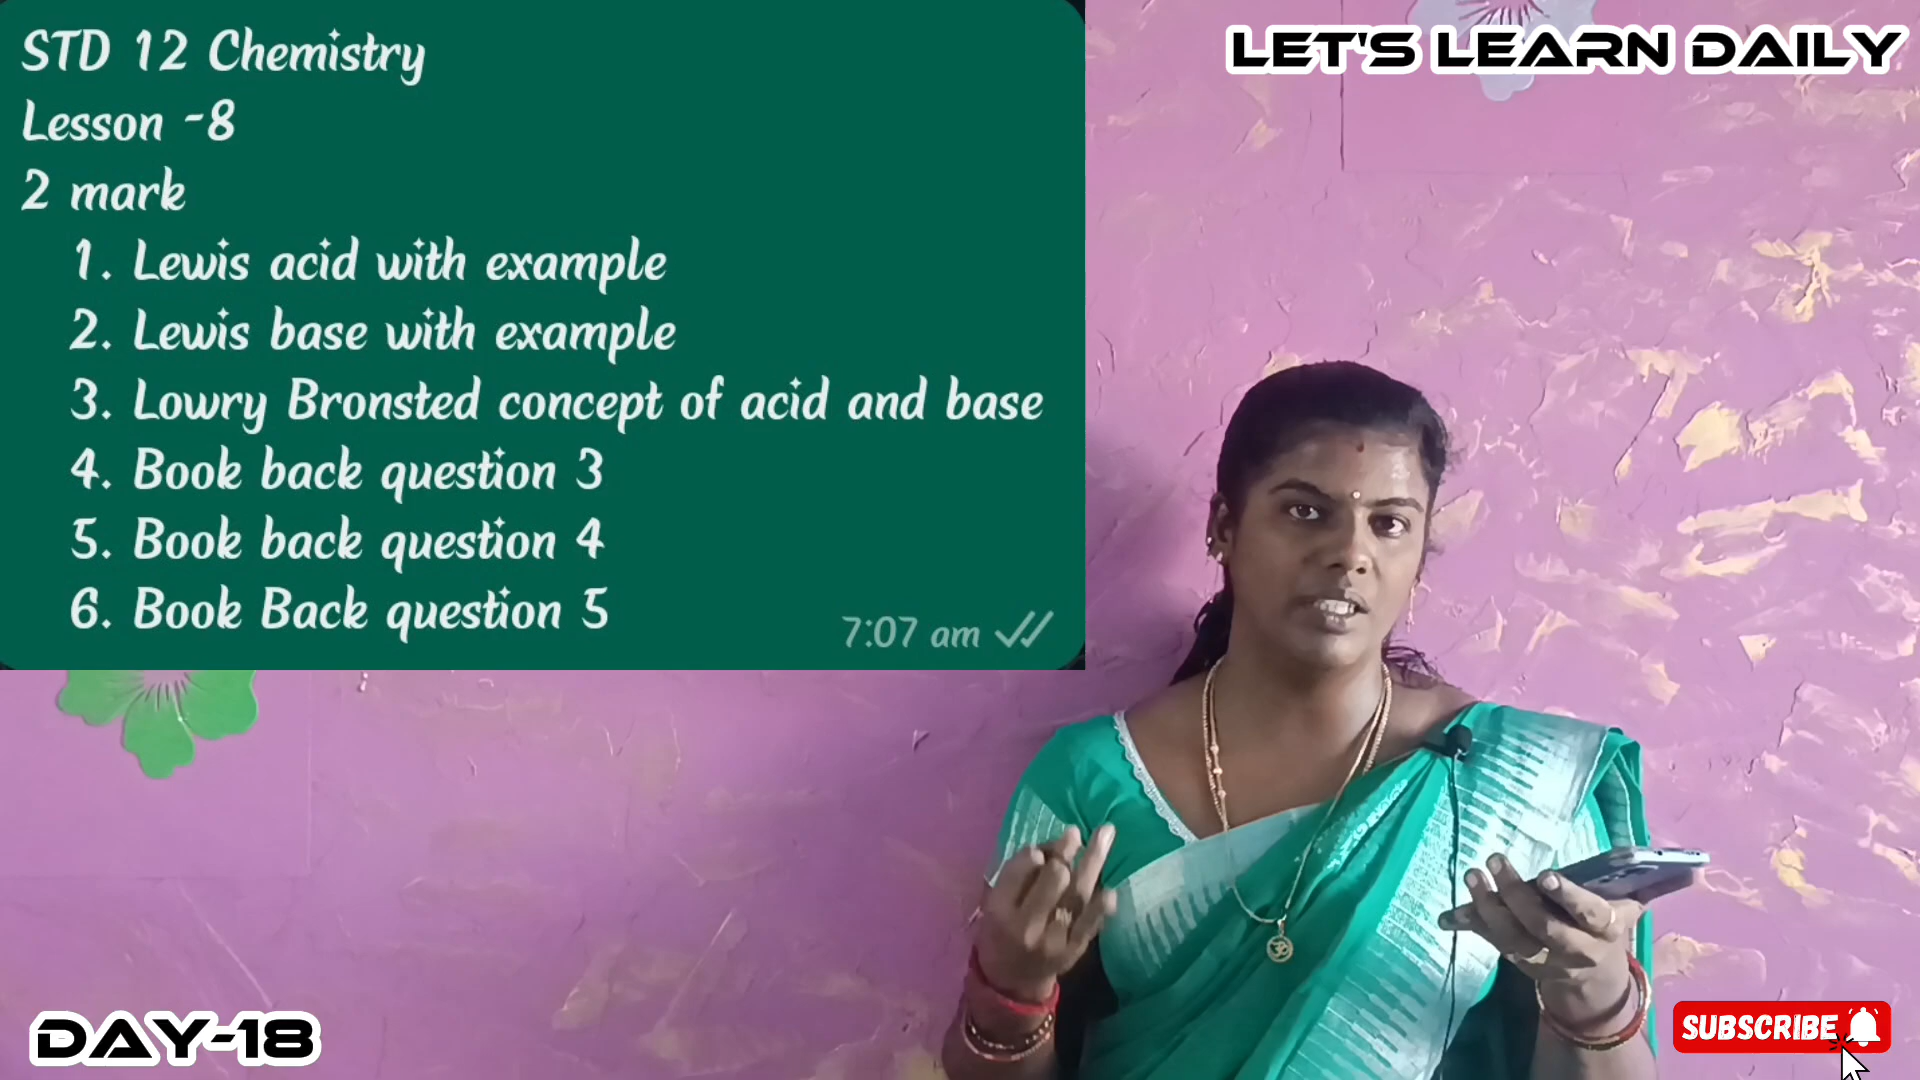 STD 12 Chemistry
Lesson -8
2 mark
1. Lewis acid with example
2. Lewis base with example
3. Lowry Bronsted concept of acid and base
4. Book back question 3
5. Book back question 4
6. Book Back question 5
7:07 am
LET'S LEARN DAILY
DAY-18
SUBSCRIBE